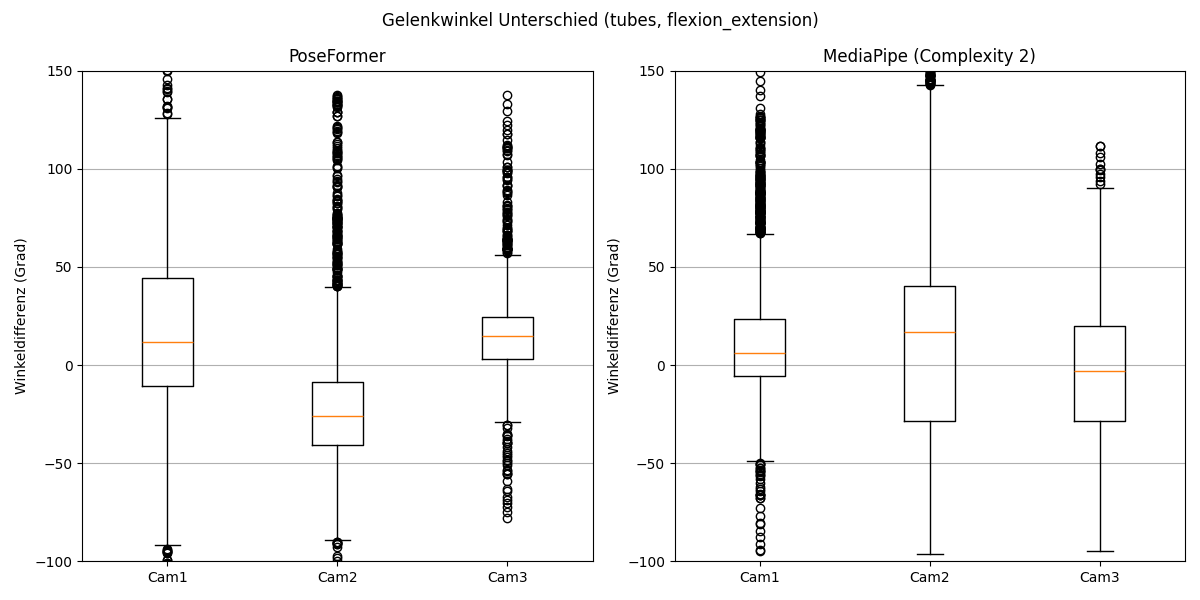 Gelenkwinkel Unterschied (tubes, flexion_extension)
PoseFormer
Winkeldifferenz (Grad)
150
100
50
0
−50
−100
Cam1 Cam2 Cam3
MediaPipe (Complexity 2)
Winkeldifferenz (Grad)
150
100
50
0
−50
−100
Cam1 Cam2 Cam3